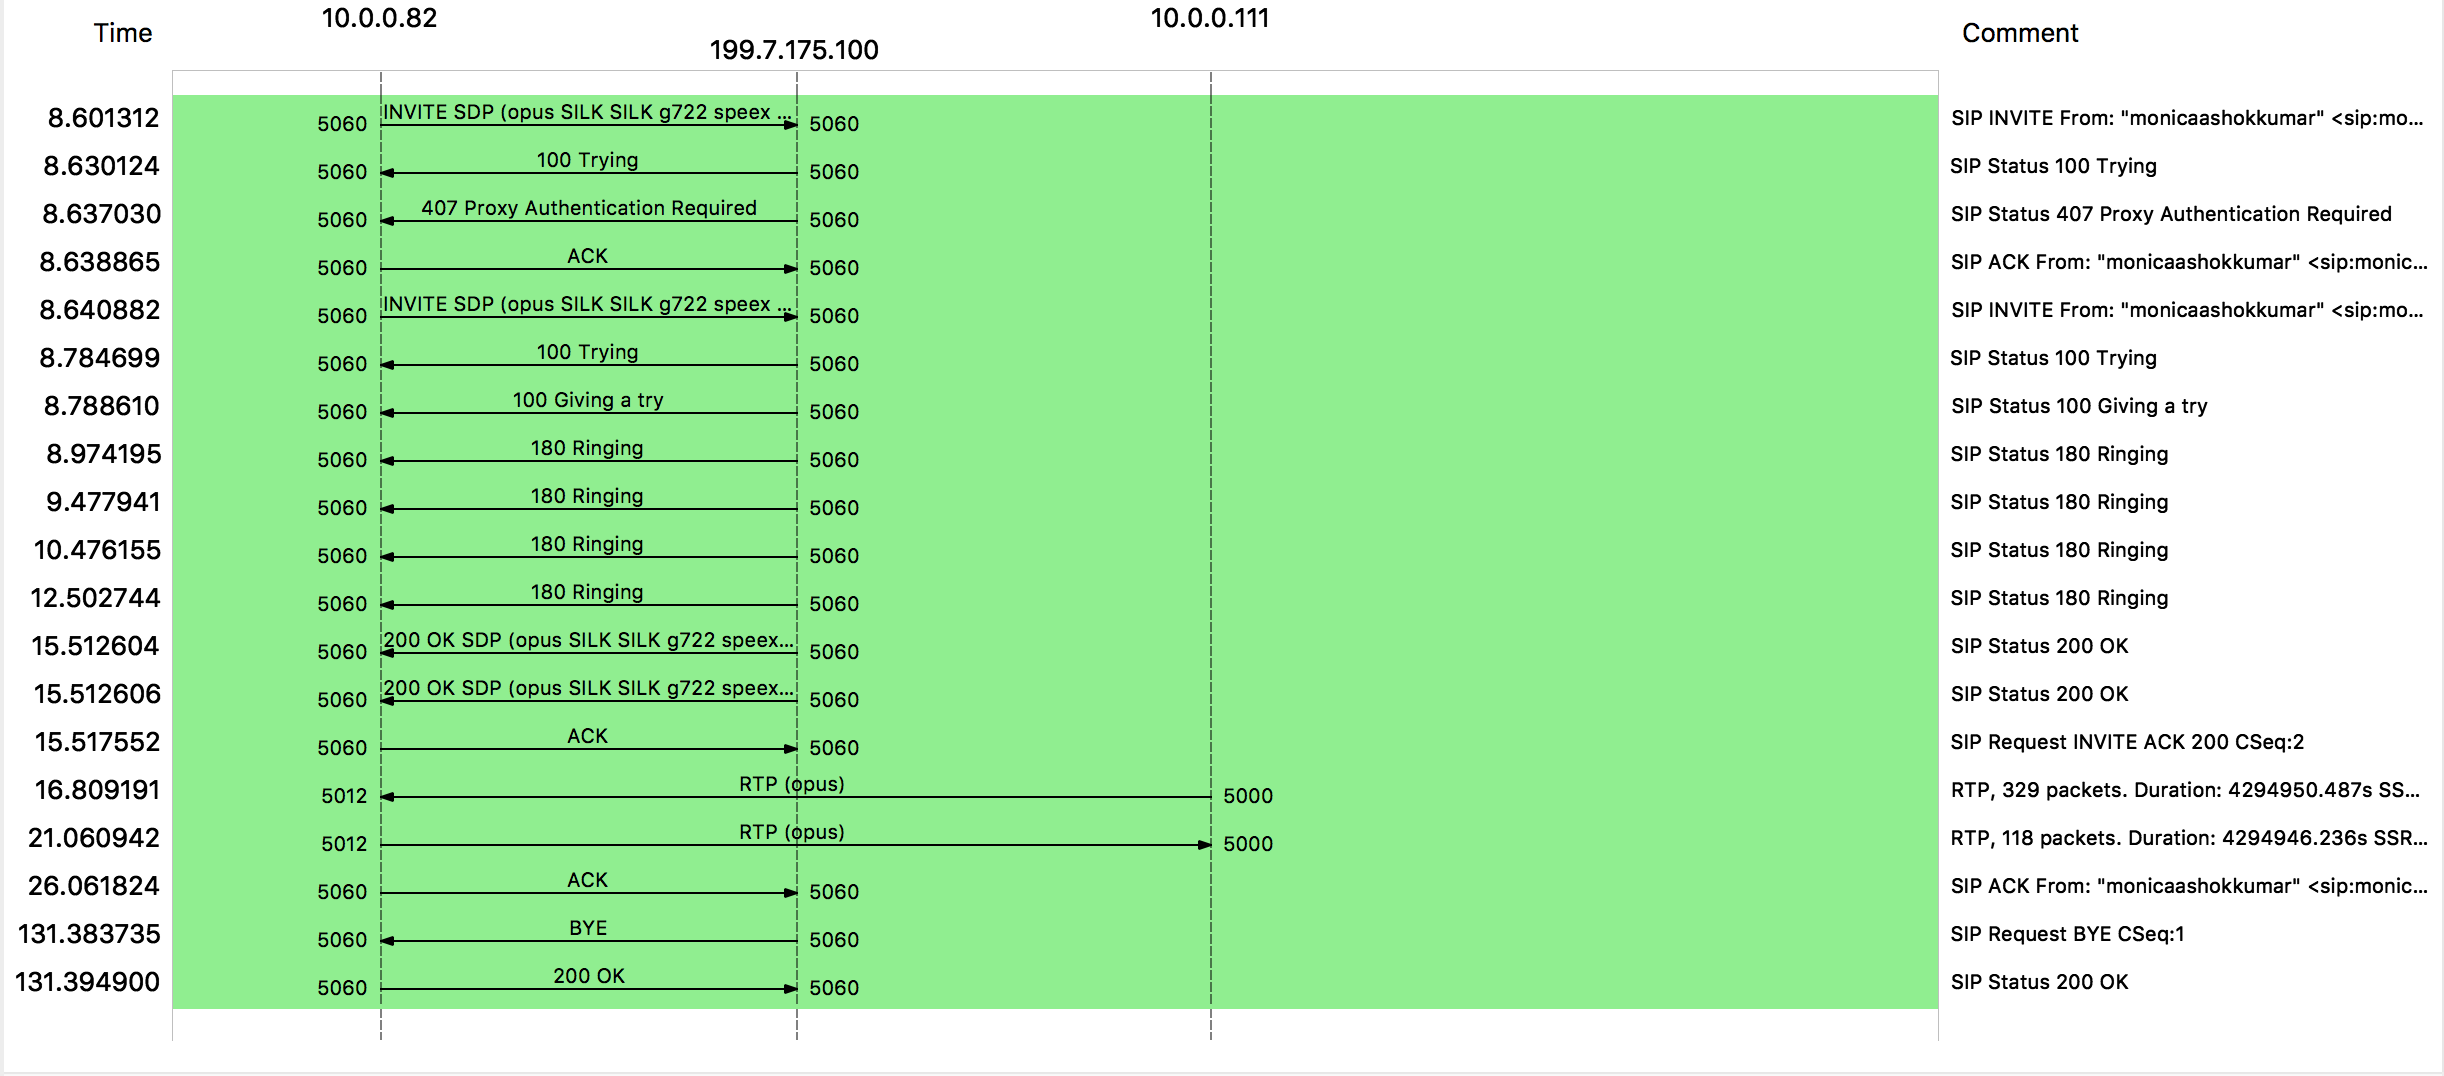 Time 10.0.0.82 199.7.175.100 10.0.0.111 Comment
8.601312 5060 INVITE SDP (opus SILK SILK g722 speex ... 5060 SIP INVITE From: "monicaashokkumar" <sip:mo...
8.630124 5060 100 Trying 5060 SIP Status 100 Trying
8.637030 5060 407 Proxy Authentication Required 5060 SIP Status 407 Proxy Authentication Required
8.638865 5060 ACK 5060 SIP ACK From: "monicaashokkumar" <sip:monic...
8.640882 5060 INVITE SDP (opus SILK SILK g722 speex ... 5060 SIP INVITE From: "monicaashokkumar" <sip:mo...
8.784699 5060 100 Trying 5060 SIP Status 100 Trying
8.788610 5060 100 Giving a try 5060 SIP Status 100 Giving a try
8.974195 5060 180 Ringing 5060 SIP Status 180 Ringing
9.477941 5060 180 Ringing 5060 SIP Status 180 Ringing
10.476155 5060 180 Ringing 5060 SIP Status 180 Ringing
12.502744 5060 180 Ringing 5060 SIP Status 180 Ringing
15.512604 5060 200 OK SDP (opus SILK SILK g722 speex... 5060 SIP Status 200 OK
15.512606 5060 200 OK SDP (opus SILK SILK g722 speex... 5060 SIP Status 200 OK
15.517552 5060 ACK 5060 SIP Request INVITE ACK 200 CSeq:2
16.809191 5012 RTP (opus) 5000 RTP, 329 packets. Duration: 4294950.487s SS...
21.060942 5012 RTP (opus) 5000 RTP, 118 packets. Duration: 4294946.236s SSR...
26.061824 5060 ACK 5060 SIP ACK From: "monicaashokkumar" <sip:monic...
131.383735 5060 BYE 5060 SIP Request BYE CSeq:1
131.394900 5060 200 OK 5060 SIP Status 200 OK